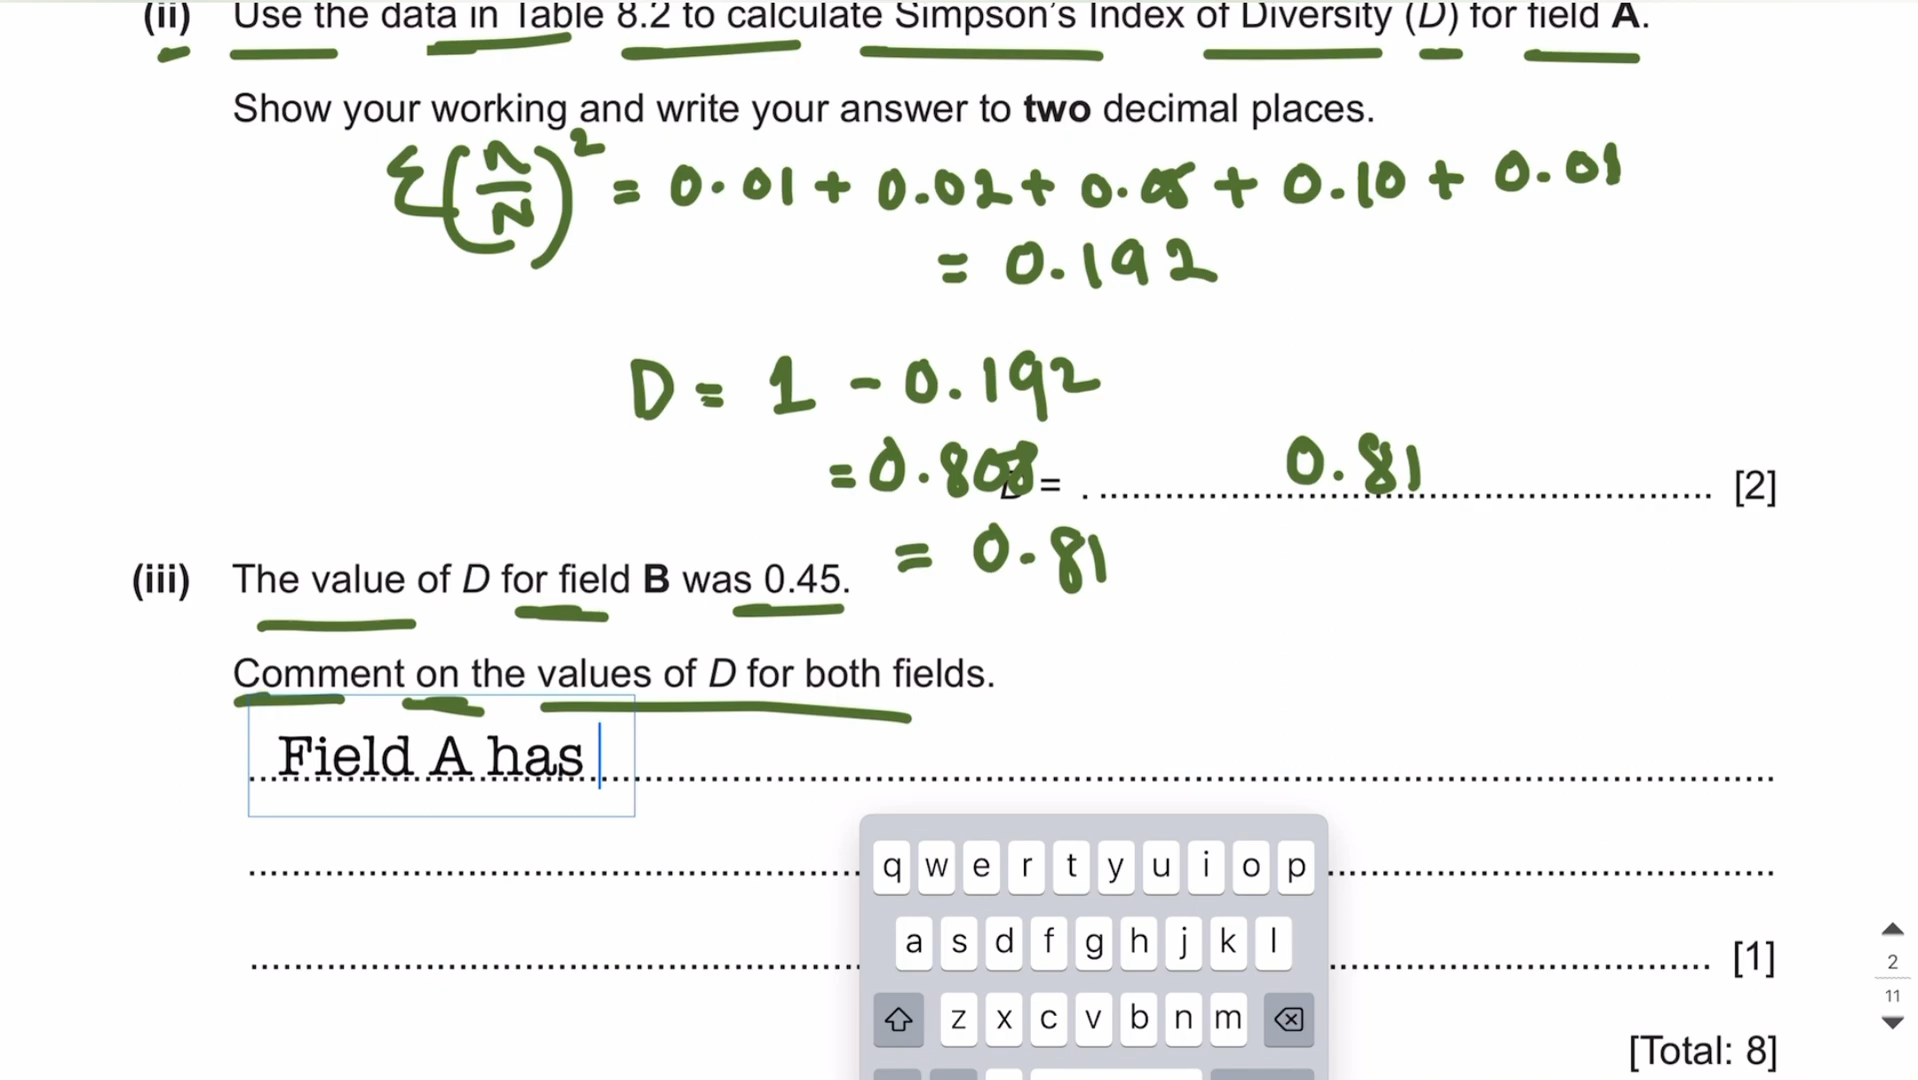 (ii) Use the data in Table 8.2 to calculate Simpson's Index of Diversity (D) for field A.
Show your working and write your answer to two decimal places.
Σ(n/N)² = 0.01 + 0.02 + 0.05 + 0.10 + 0.01
= 0.192
D = 1 - 0.192
= 0.808
D = 0.81 [2]
= 0.81
(iii) The value of D for field B was 0.45.
Comment on the values of D for both fields.
Field A has
q w e r t y u i o p
a s d f g h j k l
[1]
2
11
z x c v b n m
[Total: 8]